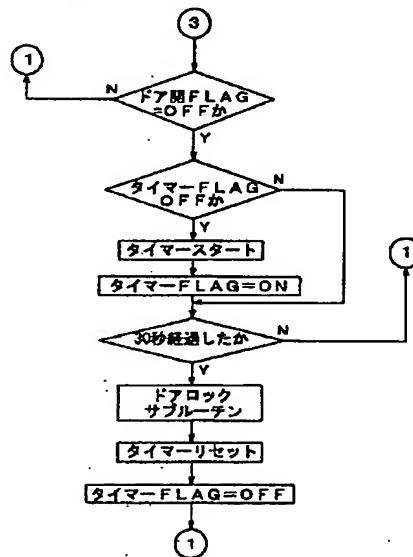 3
1
N
ドア開FLAG
=OFFか
Y
タイマーFLAG
OFFか
N
Y
タイマースタート
1
タイマーFLAG=ON
30秒経過したか
N
Y
ドアロック
サブルーチン
タイマーリセット
タイマーFLAG=OFF
1